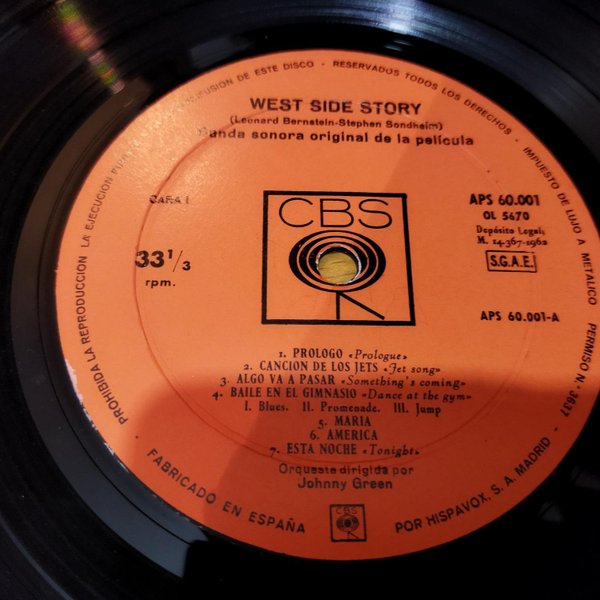 PROHIBIDA LA REPRODUCCION LA EJECUCION PUBLICA DIFUSION DE ESTE DISCO - RESERVADOS TODOS LOS DERECHOS - IMPUESTO DE LUJO A METALICO PERMISO N.º 3637
WEST SIDE STORY
(Leonard Bernstein-Stephen Sondheim)
Banda sonora original de la película
CARA I
33 1/3
rpm.
CBS
APS 60.001
OL 5670
Depósito Legal:
M. 14.367-1962
S.G.A.E.
APS 60.001-A
1. PROLOGO «Prologue»
2. CANCION DE LOS JETS «Jet song»
3. ALGO VA A PASAR «Something's coming»
4. BAILE EN EL GIMNASIO «Dance at the gym»
I. Blues. II. Promenade. III. Jump
5. MARIA
6. AMERICA
7. ESTA NOCHE «Tonight»
Orquesta dirigida por
Johnny Green
CBS
FABRICADO EN ESPAÑA
POR HISPAVOX, S. A. MADRID -